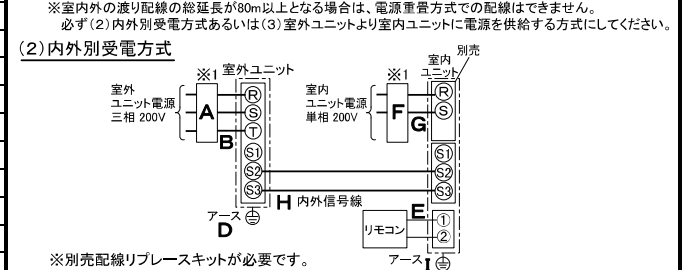 ※室内外の渡り配線の総延長が80m以上となる場合は、電源重畳方式での配線はできません。
必ず(2)内外別受電方式あるいは(3)室外ユニットより室内ユニットに電源を供給する方式にしてください。
(2)内外別受電方式
別売
※1 室外ユニット
※1 室内
ユニット
室外
ユニット電源
三相 200V
A
B
R
S
T
S1
S2
S3
室内
ユニット電源
単相 200V
F
G
R
S
S1
S2
S3
H 内外信号線
アース
D
リモコン
E
①
②
アース I
※別売配線リプレースキットが必要です。